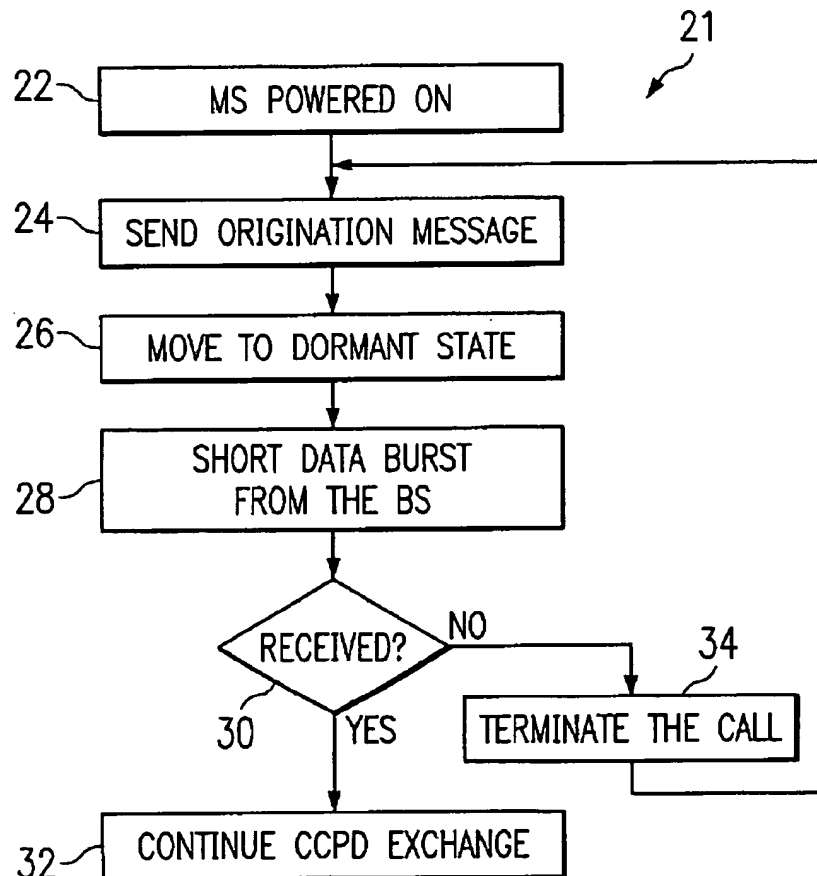 21
22
MS POWERED ON
24
SEND ORIGINATION MESSAGE
26
MOVE TO DORMANT STATE
28
SHORT DATA BURST
FROM THE BS
RECEIVED?
NO
30
YES
34
TERMINATE THE CALL
32
CONTINUE CCPD EXCHANGE